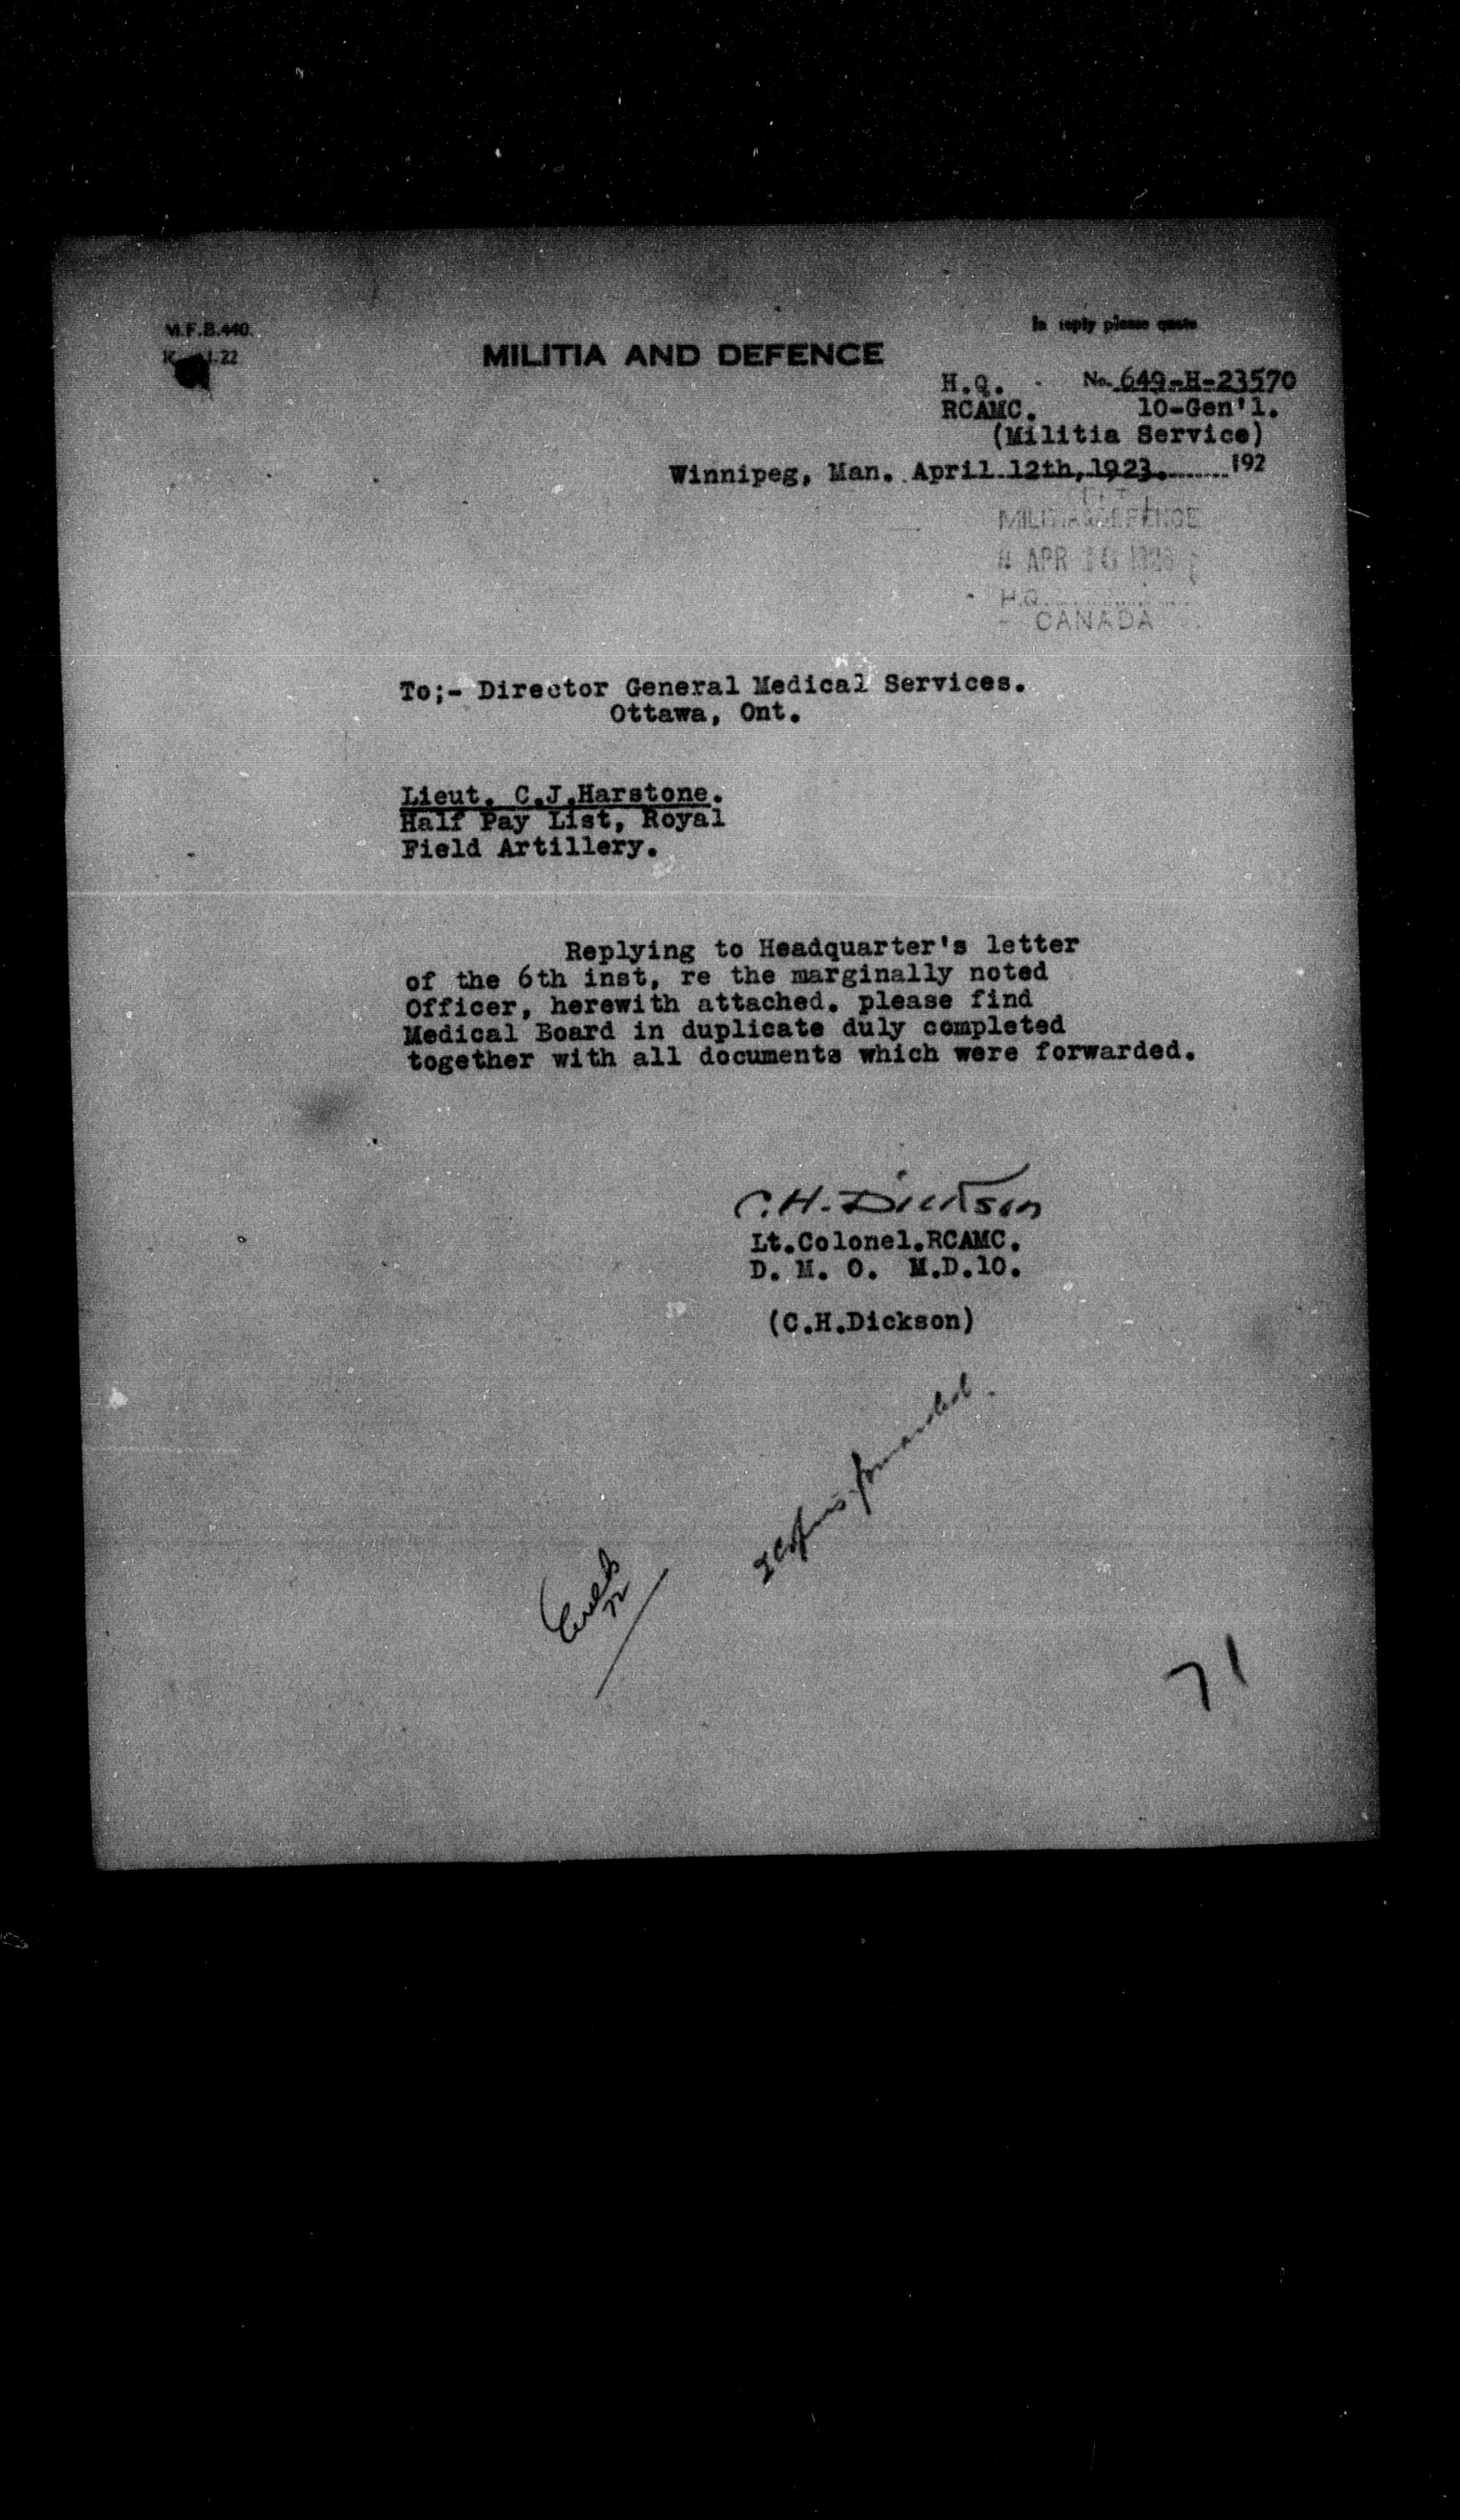 M.F.B.440.
In reply please quote
MILITIA AND DEFENCE
H.Q. No. 649-H-23570
RCAMC. 10-Gen'l.
(Militia Service)
Winnipeg, Man. April 12th, 1923. 192
MILITIA & DEFENCE
APR 16 1923
H.Q.
CANADA
To;- Director General Medical Services.
Ottawa, Ont.
Lieut. C.J.Harstone.
Half Pay List, Royal
Field Artillery.
Replying to Headquarter's letter
of the 6th inst, re the marginally noted
Officer, herewith attached. please find
Medical Board in duplicate duly completed
together with all documents which were forwarded.
C.H. Dickson
Lt.Colonel.RCAMC.
D. M. O. M.D.10.
(C.H.Dickson)
2 copies forwarded.
71